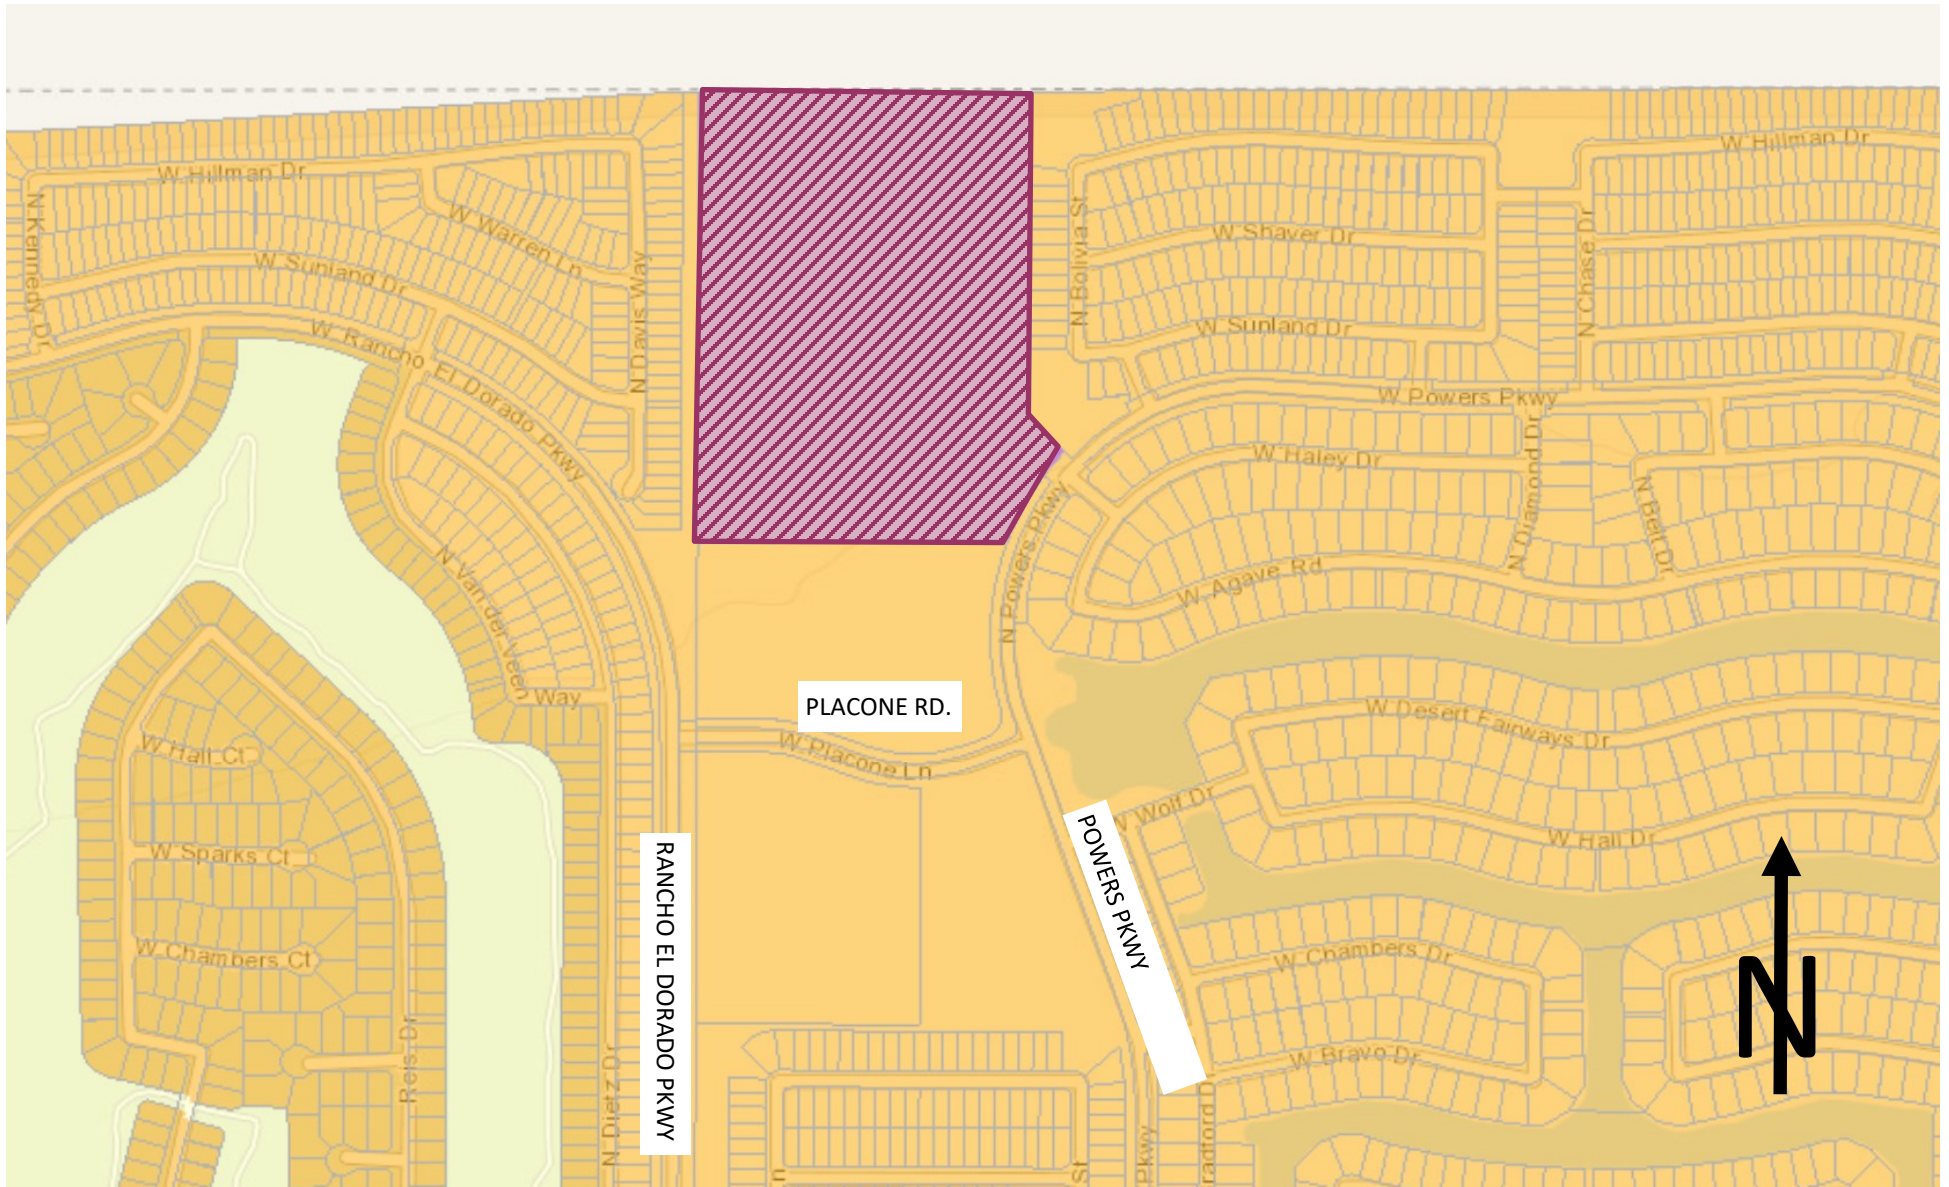 W Hillman Dr
W Hillman Dr
N Kennedy Dr
W Warren Ln
N Bolivia St
W Shaver Dr
N Chase Dr
W Sunland Dr
N Davis Way
W Sunland Dr
W Rancho El Dorado Pkwy
W Powers Pkwy
W Haley Dr
N Diamond Dr
N Belt Dr
N Powers Pkwy
W Agave Rd
N Van der Veen Way
PLACONE RD.
W Placone Ln
W Desert Fairways Dr
W Hall Ct
N Wolf Dr
POWERS PKWY
W Hall Dr
W Sparks Ct
RANCHO EL DORADO PKWY
W Chambers Ct
W Chambers Dr
N
Reis Dr
W Bravo Dr
N Dietz Dr
Pkwy
radford D
n
St